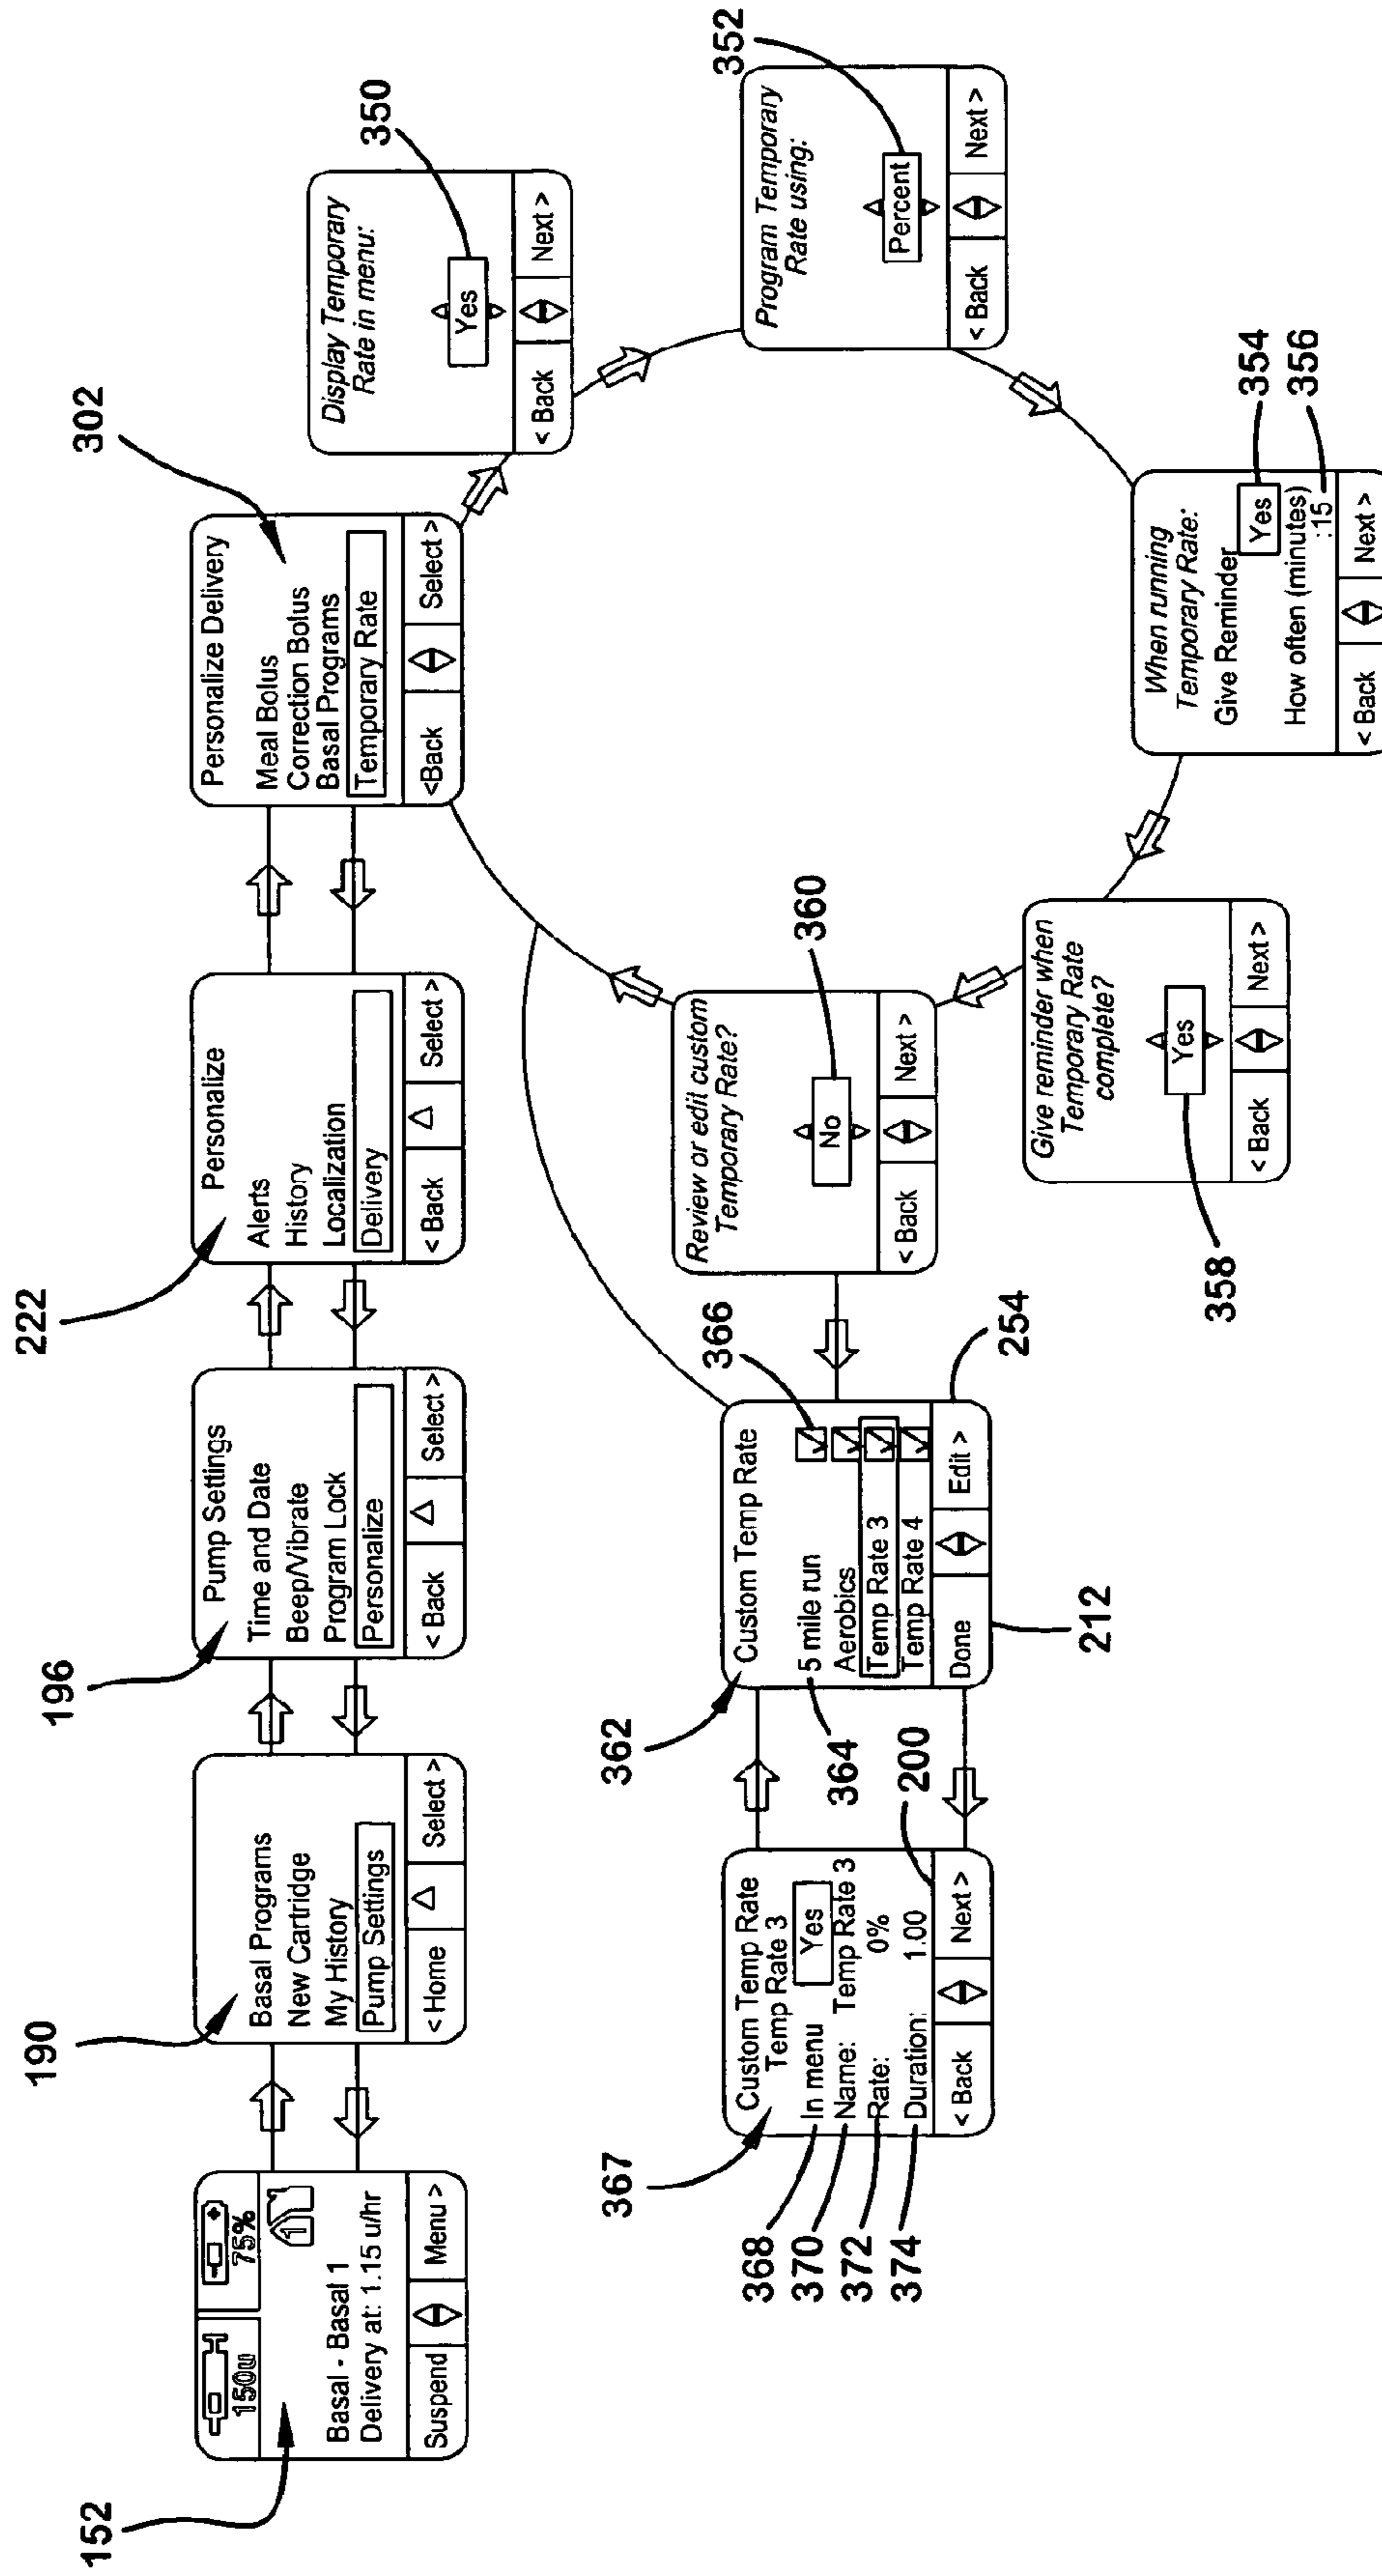 152
150u
75%
1
Basal - Basal 1
Delivery at: 1.15 u/hr
Suspend
Menu >
190
Basal Programs
New Cartridge
My History
Pump Settings
< Home
Select >
196
Pump Settings
Time and Date
Beep/Vibrate
Program Lock
Personalize
< Back
Select >
222
Personalize
Alerts
History
Localization
Delivery
< Back
Select >
302
Personalize Delivery
Meal Bolus
Correction Bolus
Basal Programs
Temporary Rate
<Back
Select >
350
Display Temporary
Rate in menu:
Yes
< Back
Next >
352
Program Temporary
Rate using:
Percent
< Back
Next >
354
356
When running
Temporary Rate:
Give Reminder
Yes
How often (minutes)
:15
< Back
Next >
358
Give reminder when
Temporary Rate
complete?
Yes
< Back
Next >
360
Review or edit custom
Temporary Rate?
No
< Back
Next >
362
364
366
254
212
Custom Temp Rate
5 mile run
Aerobics
Temp Rate 3
Temp Rate 4
Done
Edit >
367
368
370
372
374
200
Custom Temp Rate
Temp Rate 3
In menu Yes
Name: Temp Rate 3
Rate: 0%
Duration: 1.00
< Back
Next >